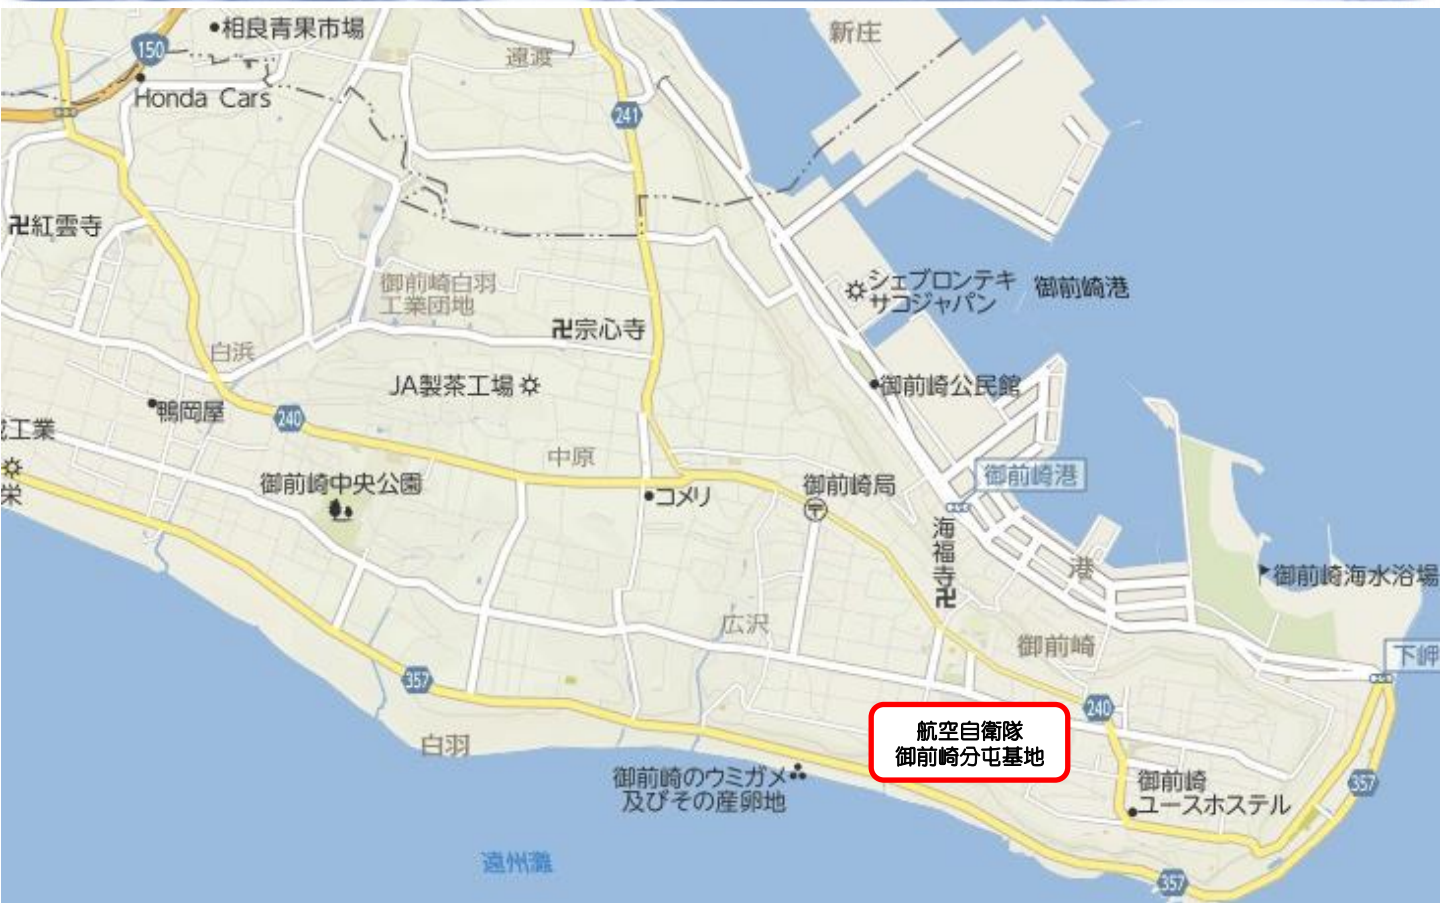 相良青果市場
新庄
150
遠渡
Honda Cars
241
卍紅雲寺
御前崎白羽
工業団地
シェブロンテキ
サコジャパン
御前崎港
卍宗心寺
白浜
JA製茶工場
御前崎公民館
鴨岡屋
240
工業
栄
中原
御前崎中央公園
コメリ
御前崎局
〒
御前崎港
海福寺卍
港
御前崎海水浴場
広沢
御前崎
下岬
357
240
航空自衛隊
御前崎分屯基地
白羽
御前崎のウミガメ
及びその産卵地
御前崎
ユースホステル
357
遠州灘
357